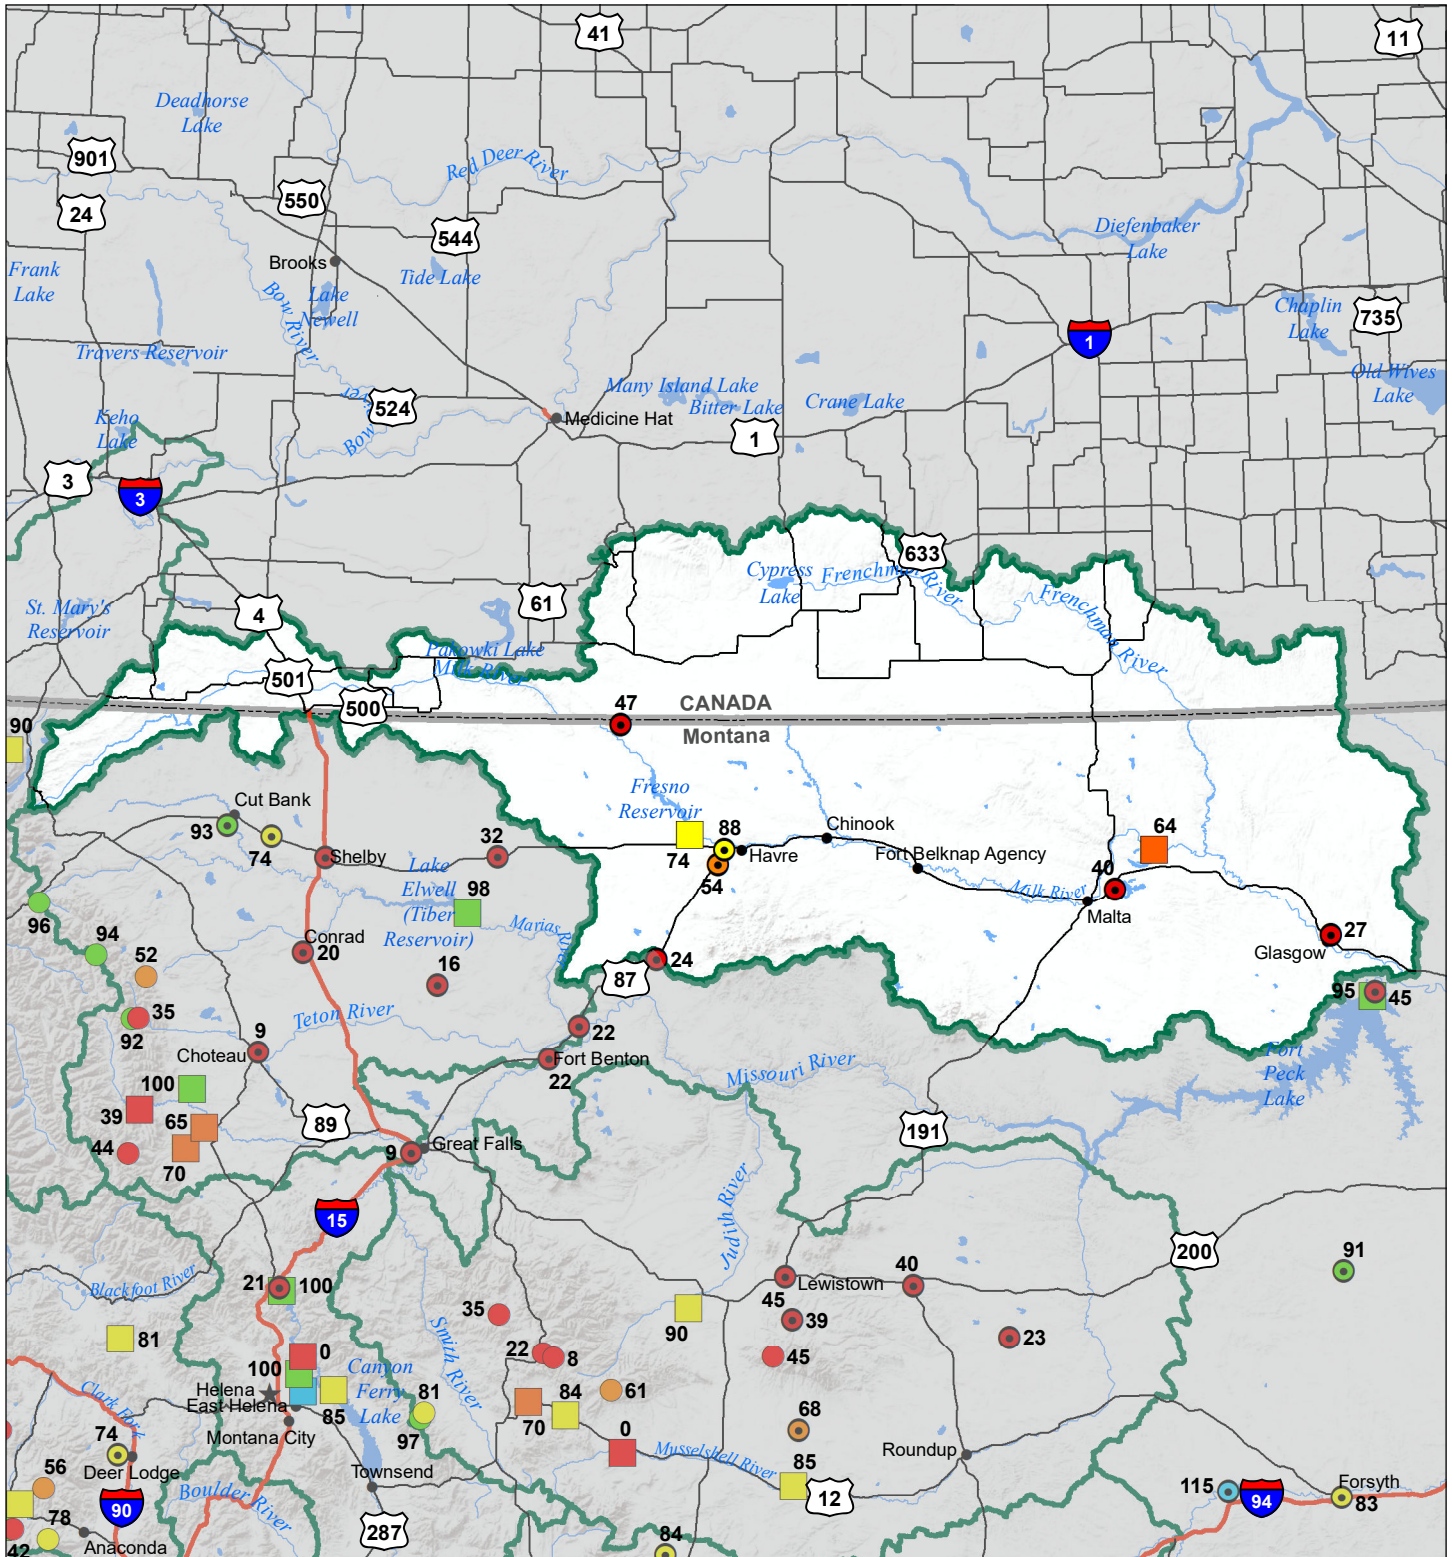 41
11
Deadhorse
Lake
901
Red Deer River
550
24
544
Diefenbaker
Lake
Brooks
Frank
Lake
Tide Lake
Lake
Newell
Bow River
Chaplin
Lake
735
1
Travers Reservoir
Many Island Lake
Old Wives
Lake
Bitter Lake
Crane Lake
524
Keho
Lake
Medicine Hat
1
Bow
3
3
633
Cypress
Lake
Frenchman River
61
Frenchman River
St. Mary's
Reservoir
4
Pakowki Lake
Milk River
501
500
47
CANADA
Montana
90
Fresno
Reservoir
Cut Bank
93
74
32
74
88
Havre
54
Chinook
64
Shelby
Fort Belknap Agency
Lake
Elwell
(Tiber
Reservoir)
98
40
Milk River
Malta
96
Marias River
94
Conrad
20
27
Glasgow
52
24
87
16
95
45
35
92
Teton River
22
9
Choteau
Fort Benton
22
Missouri River
Fort
Peck
Lake
100
39
65
89
191
44
70
9
Great Falls
Judith River
15
200
91
Blackfoot River
21
100
Lewistown
45
40
35
90
39
23
Smith River
81
0
100
22
8
45
Canyon
Ferry
Lake
Helena
East Helena
85
81
97
61
84
70
68
Clark Fork
Montana City
0
Musselshell River
Roundup
74
Deer Lodge
85
12
Townsend
115
94
Forsyth
83
56
90
Boulder River
78
287
84
42
Anaconda